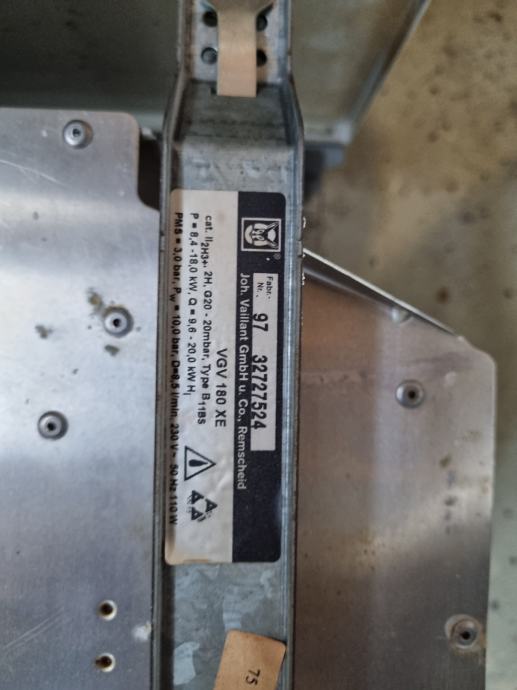 Fabr.-
Nr.. 97 32727524
Joh. Vaillant GmbH u. Co., Remscheid
VGV 180 XE
cat. II2H3+, 2H, G20 - 20mbar, Type B11BS
P = 8,4 -18,0 kW, Q = 9,6 - 20,0 kW Hi
PMS = 3,0 bar, Pw = 10,0 bar, D=8,5 l/min, 230 V~ 50 Hz 110 W
75